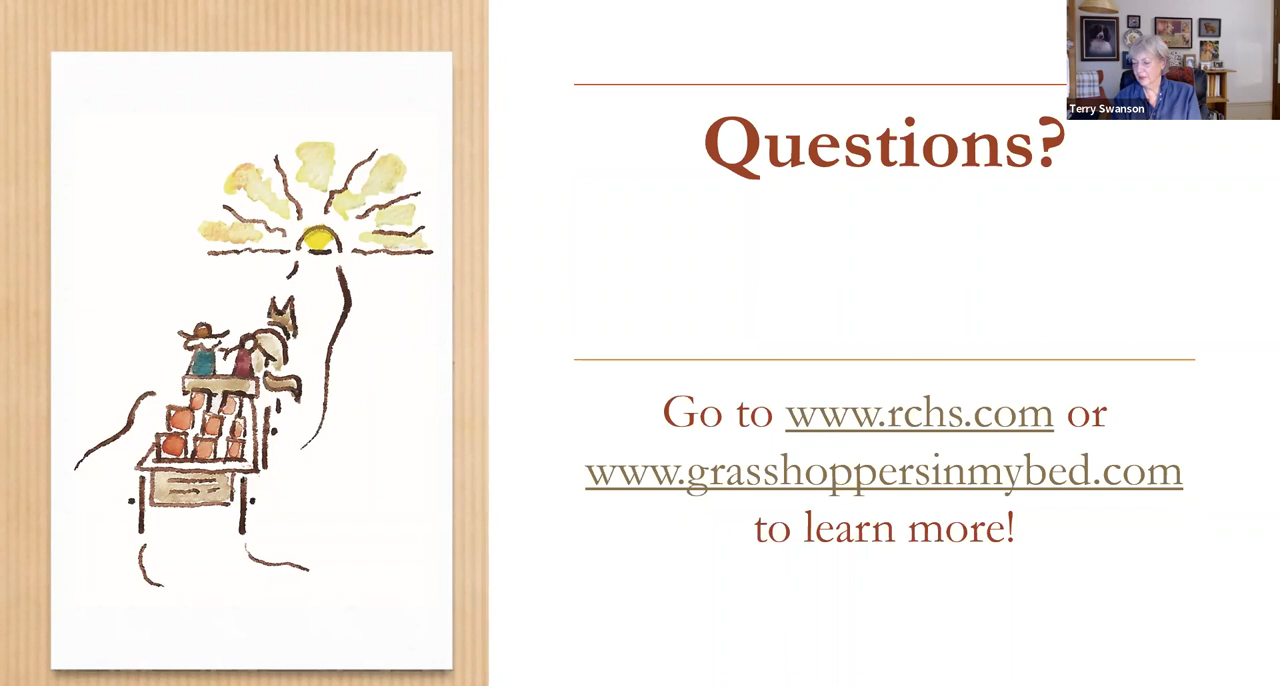 Terry Swanson
Questions?
Go to www.rchs.com or
www.grasshoppersinmybed.com
to learn more!